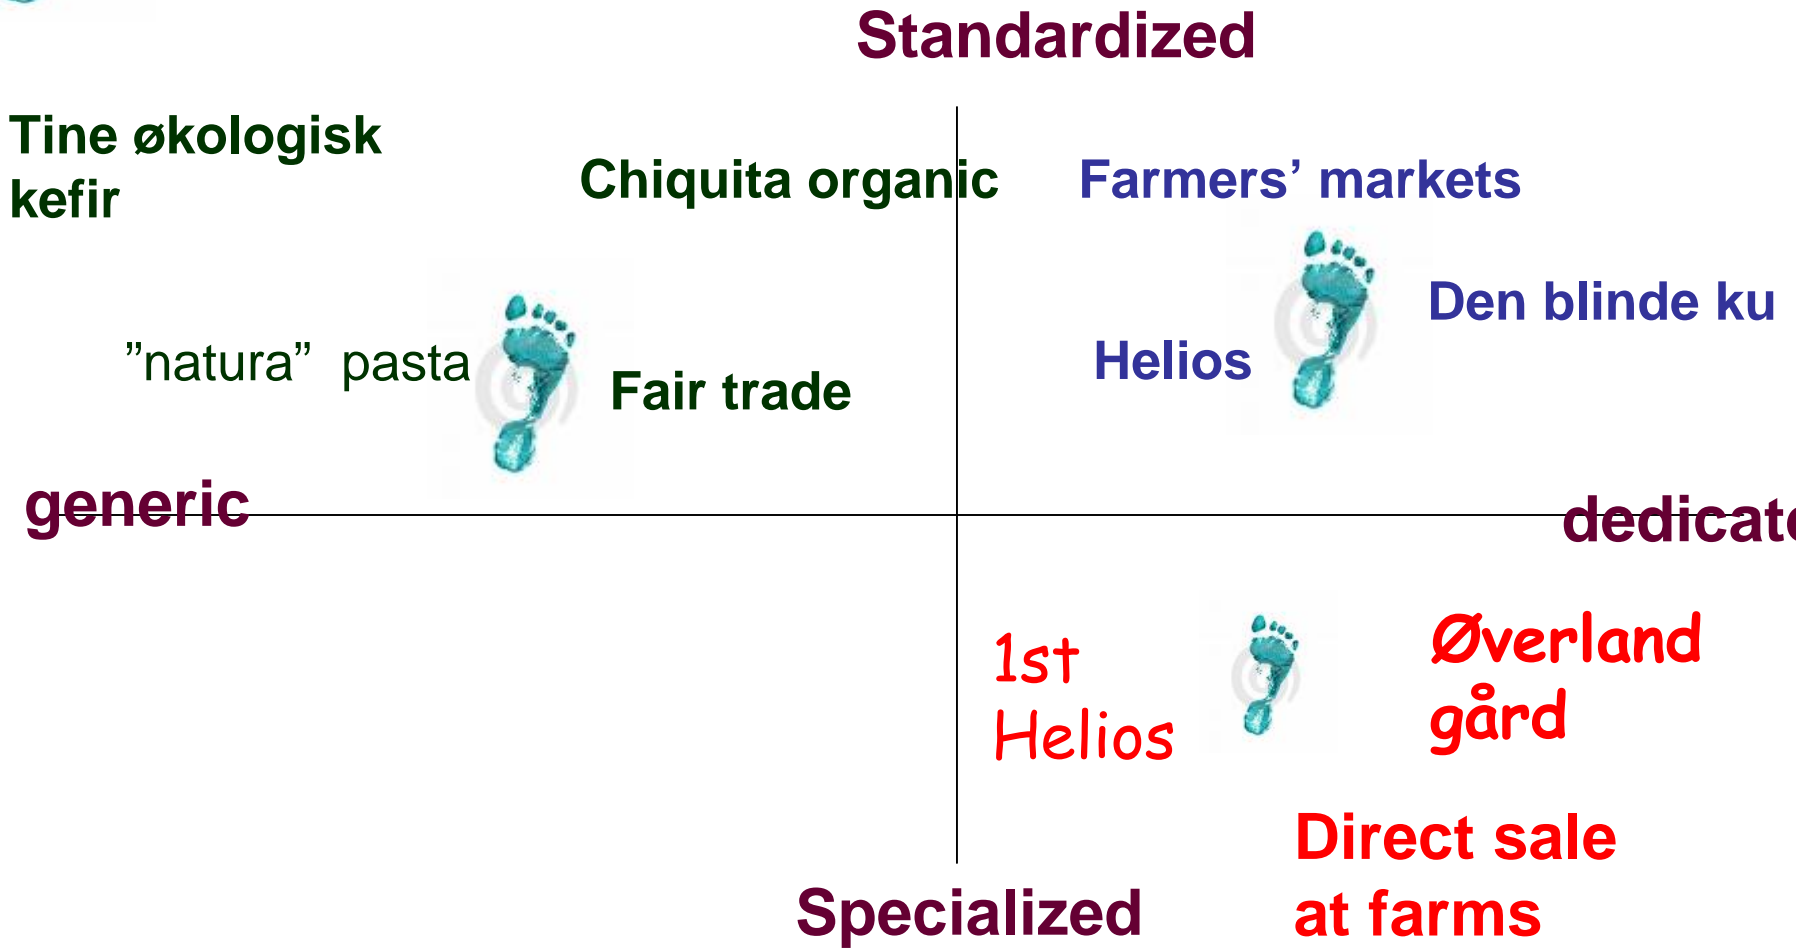 Standardized
Tine økologisk
kefir
Chiquita organic
Farmers’ markets
Den blinde ku
”natura” pasta
Fair trade
Helios
generic
dedicate
1st
Helios
Øverland
gård
Direct sale
at farms
Specialized